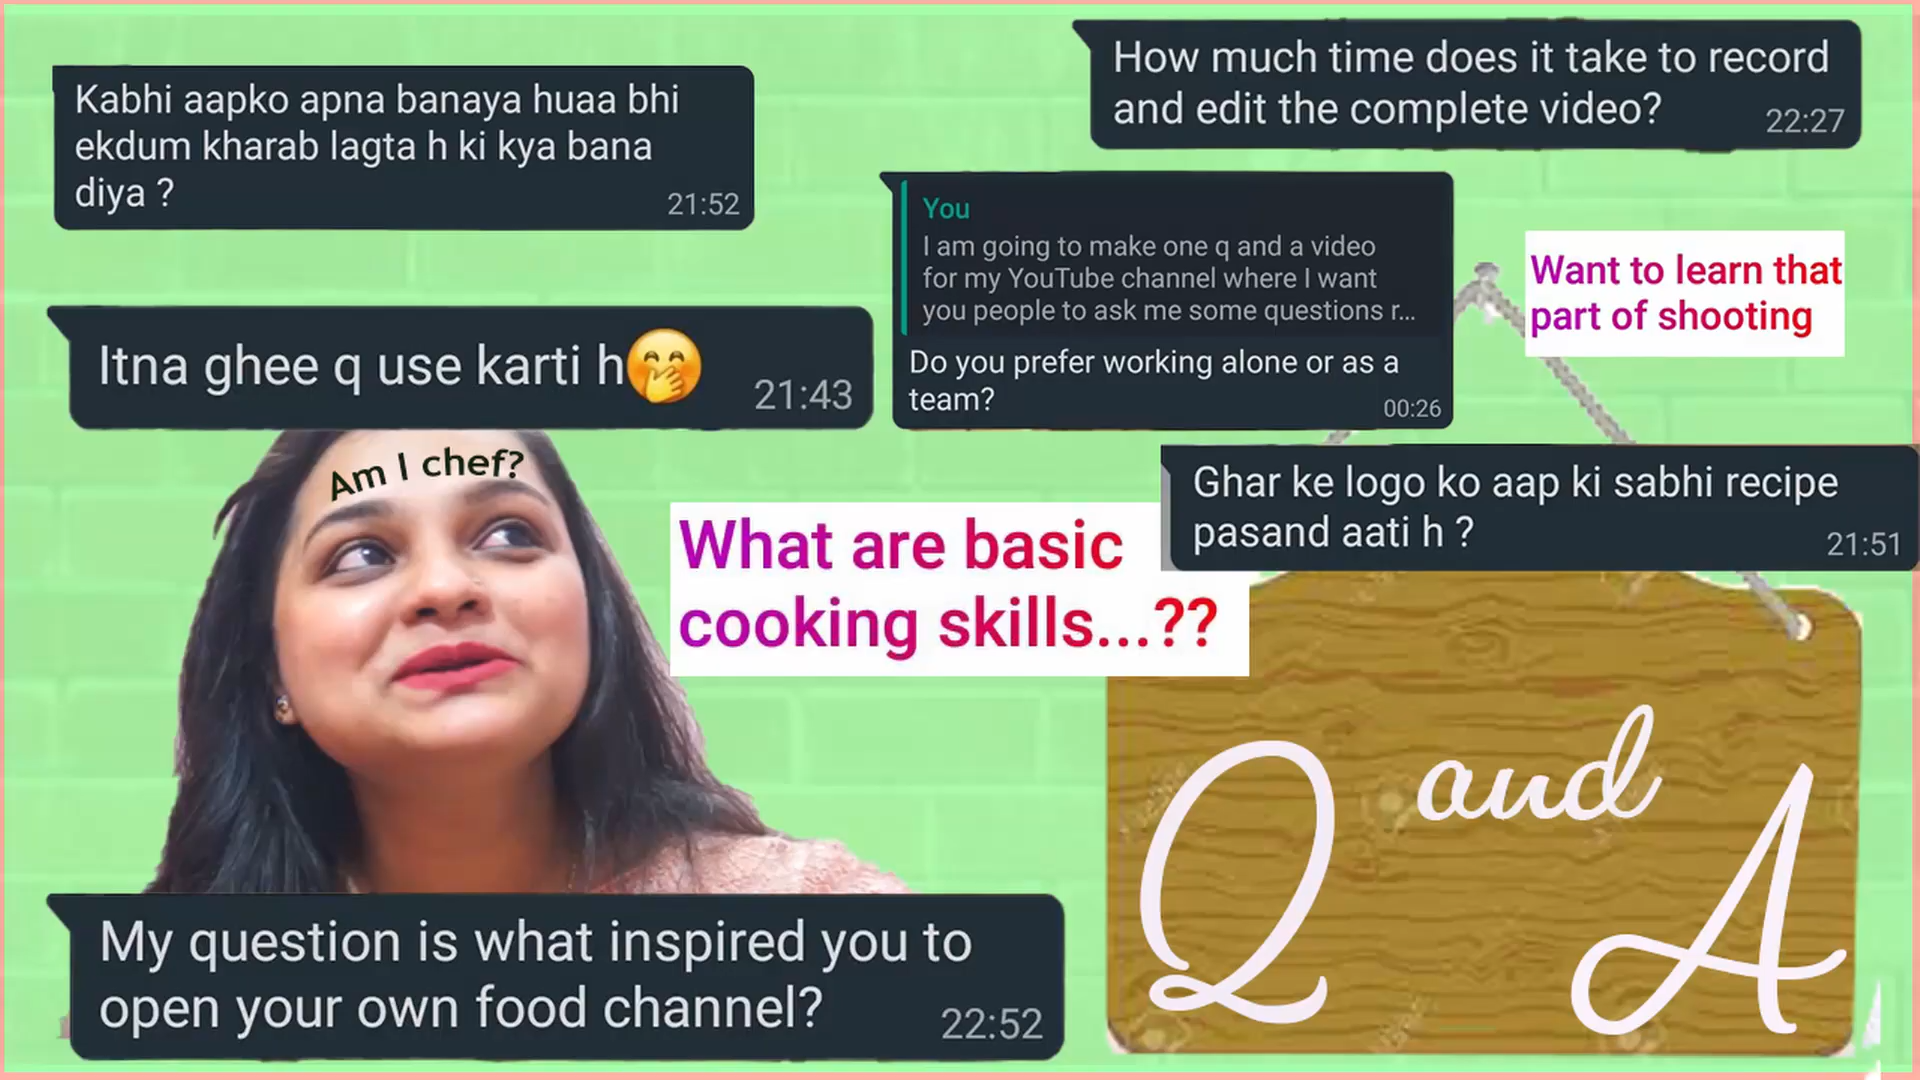 Kabhi aapko apna banaya huaa bhi
ekdum kharab lagta h ki kya bana
diya ?
21:52
How much time does it take to record
and edit the complete video?
22:27
You
I am going to make one q and a video
for my YouTube channel where I want
you people to ask me some questions r...
Do you prefer working alone or as a
team?
00:26
Want to learn that
part of shooting
Itna ghee q use karti h🤭
21:43
Am I chef?
Ghar ke logo ko aap ki sabhi recipe
pasand aati h ?
21:51
What are basic
cooking skills...??
Q and A
My question is what inspired you to
open your own food channel?
22:52